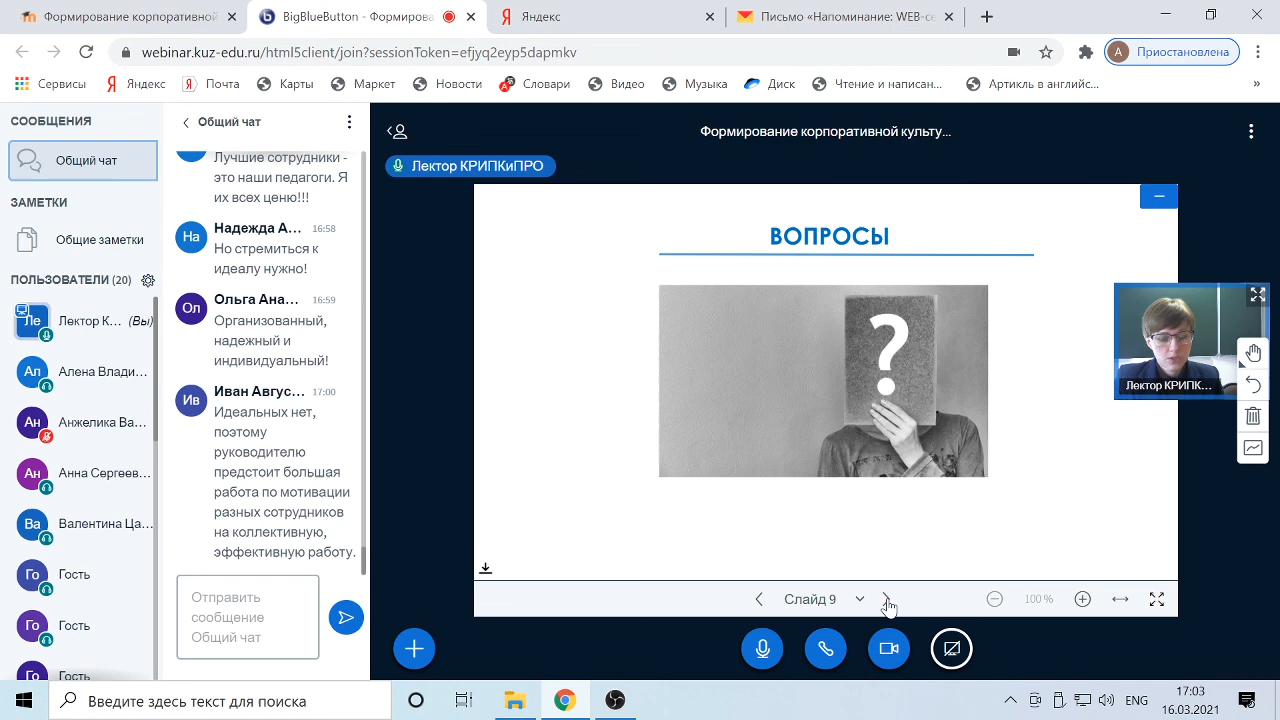 Формирование корпоративной
BigBlueButton - Формирова
Яндекс
Письмо «Напоминание: WEB-се
webinar.kuz-edu.ru/html5client/join?sessionToken=efjyq2eyp5dapmkv
А
Приостановлена
Сервисы
Яндекс
Почта
Карты
Маркет
Новости
Словари
Видео
Музыка
Диск
Чтение и написан...
Артикль в английс...
»
СООБЩЕНИЯ
Общий чат
ЗАМЕТКИ
Общие заметки
ПОЛЬЗОВАТЕЛИ (20)
Ле
Лектор К... (Вы)
Ал
Алена Влади...
Ан
Анжелика Ва...
Ан
Анна Сергеев...
Ва
Валентина Ца...
Го
Гость
Го
Гость
Го
Гость
Общий чат
Лучшие сотрудники -
это наши педагоги. Я
их всех ценю!!!
На
Надежда А...
16:58
Но стремиться к
идеалу нужно!
Ол
Ольга Ана...
16:59
Организованный,
надежный и
индивидуальный!
Ив
Иван Авгус...
17:00
Идеальных нет,
поэтому
руководителю
предстоит большая
работа по мотивации
разных сотрудников
на коллективную,
эффективную работу.
Отправить
сообщение
Общий чат
Формирование корпоративной культу...
Лектор КРИПКиПРО
ВОПРОСЫ
?
Лектор КРИПК...
Слайд 9
100 %
Введите здесь текст для поиска
ENG
17:03
16.03.2021